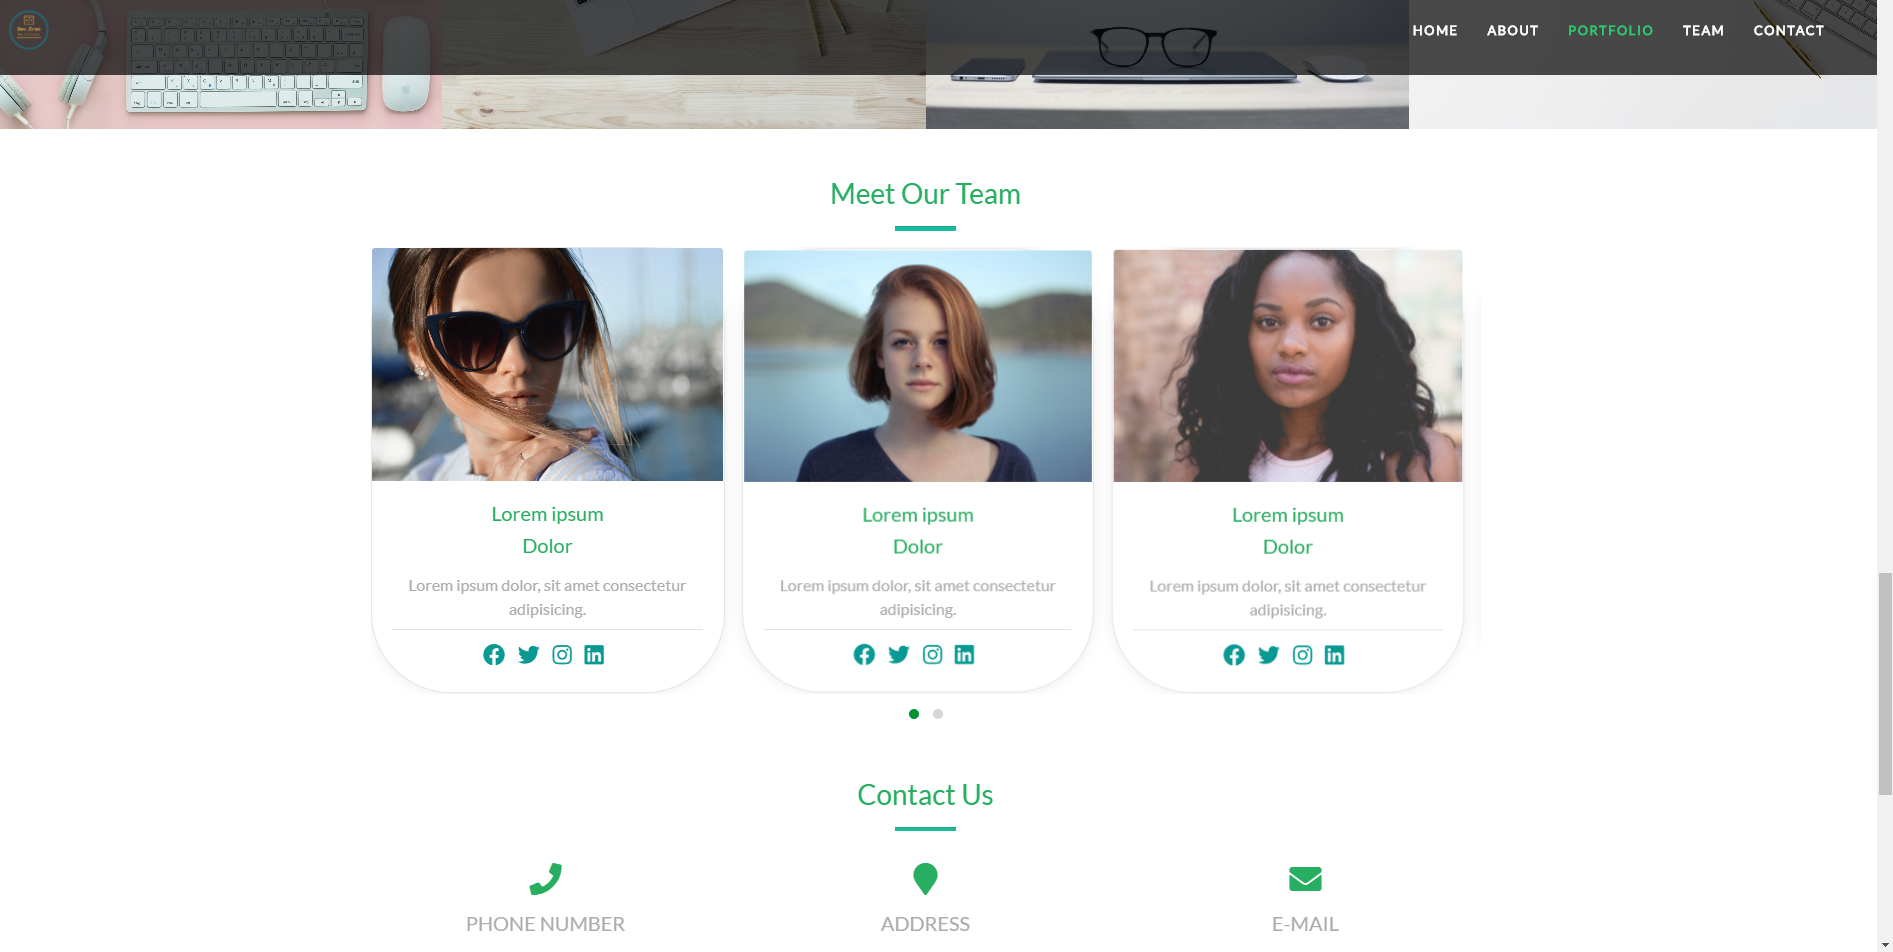 HOME ABOUT PORTFOLIO TEAM CONTACT
Meet Our Team
Lorem ipsum
Dolor
Lorem ipsum dolor, sit amet consectetur
adipisicing.
Lorem ipsum
Dolor
Lorem ipsum dolor, sit amet consectetur
adipisicing.
Lorem ipsum
Dolor
Lorem ipsum dolor, sit amet consectetur
adipisicing.
Contact Us
PHONE NUMBER
ADDRESS
E-MAIL